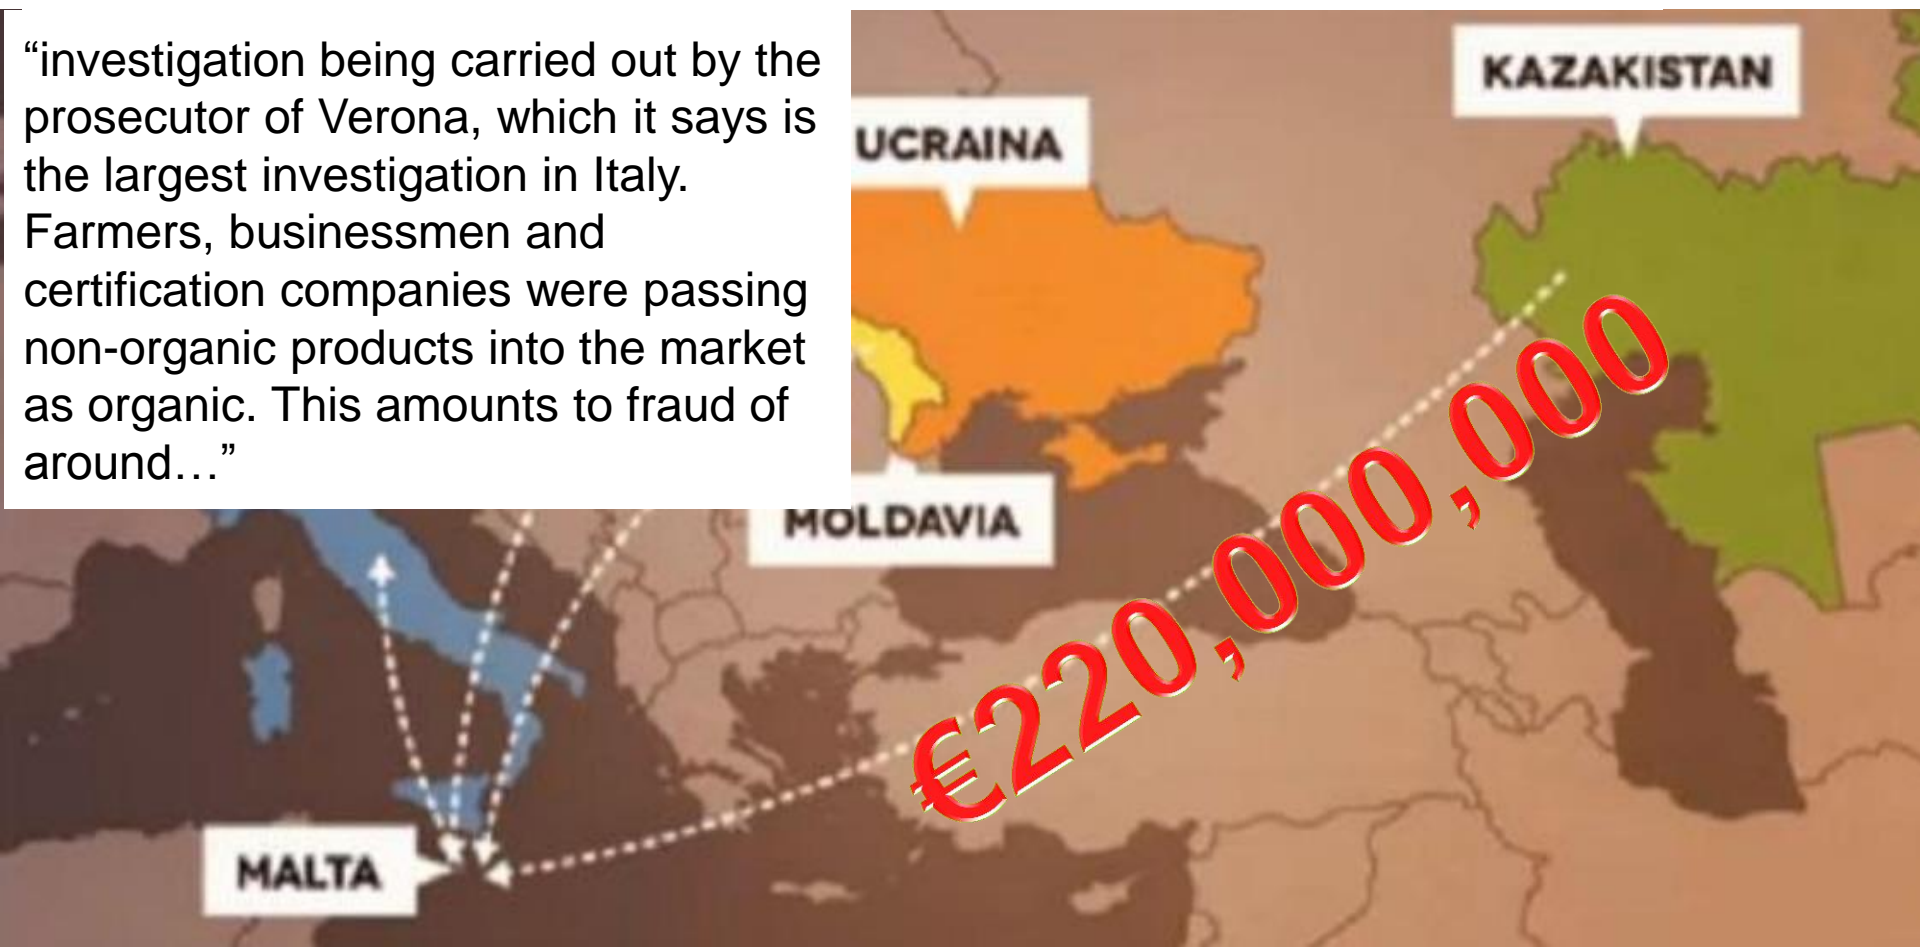 “investigation being carried out by the
prosecutor of Verona, which it says is
the largest investigation in Italy.
Farmers, businessmen and
certification companies were passing
non-organic products into the market
as organic. This amounts to fraud of
around…”
UCRAINA
KAZAKISTAN
MOLDAVIA
€220,000,000
MALTA